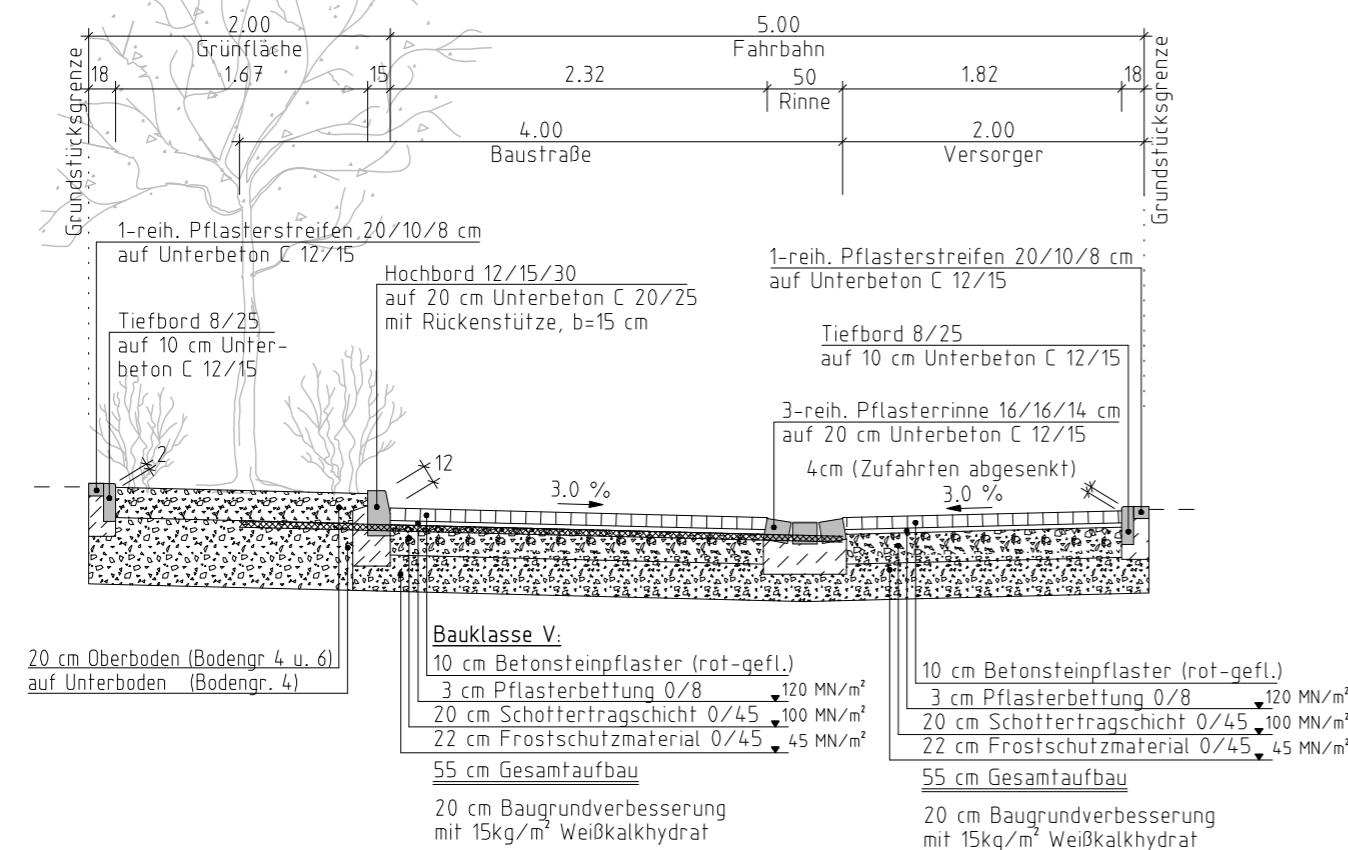 2.00
Grünfläche
5.00
Fahrbahn
18
1.67
15
2.32
50
Rinne
1.82
18
4.00
Baustraße
2.00
Versorger
Grundstücksgrenze
Grundstücksgrenze
1-reih. Pflasterstreifen 20/10/8 cm
auf Unterbeton C 12/15
Hochbord 12/15/30
auf 20 cm Unterbeton C 20/25
mit Rückenstütze, b=15 cm
1-reih. Pflasterstreifen 20/10/8 cm
auf Unterbeton C 12/15
Tiefbord 8/25
auf 10 cm Unter-
beton C 12/15
Tiefbord 8/25
auf 10 cm Unterbeton C 12/15
3-reih. Pflasterrinne 16/16/14 cm
auf 20 cm Unterbeton C 12/15
2
12
4cm (Zufahrten abgesenkt)
3.0 %
3.0 %
20 cm Oberboden (Bodengr 4 u. 6)
auf Unterboden (Bodengr. 4)
Bauklasse V:
10 cm Betonsteinpflaster (rot-gefl.)
3 cm Pflasterbettung 0/8 120 MN/m²
20 cm Schottertragschicht 0/45 100 MN/m²
22 cm Frostschutzmaterial 0/45 45 MN/m²
55 cm Gesamtaufbau
20 cm Baugrundverbesserung
mit 15kg/m² Weißkalkhydrat
10 cm Betonsteinpflaster (rot-gefl.)
3 cm Pflasterbettung 0/8 120 MN/m²
20 cm Schottertragschicht 0/45 100 MN/m²
22 cm Frostschutzmaterial 0/45 45 MN/m²
55 cm Gesamtaufbau
20 cm Baugrundverbesserung
mit 15kg/m² Weißkalkhydrat